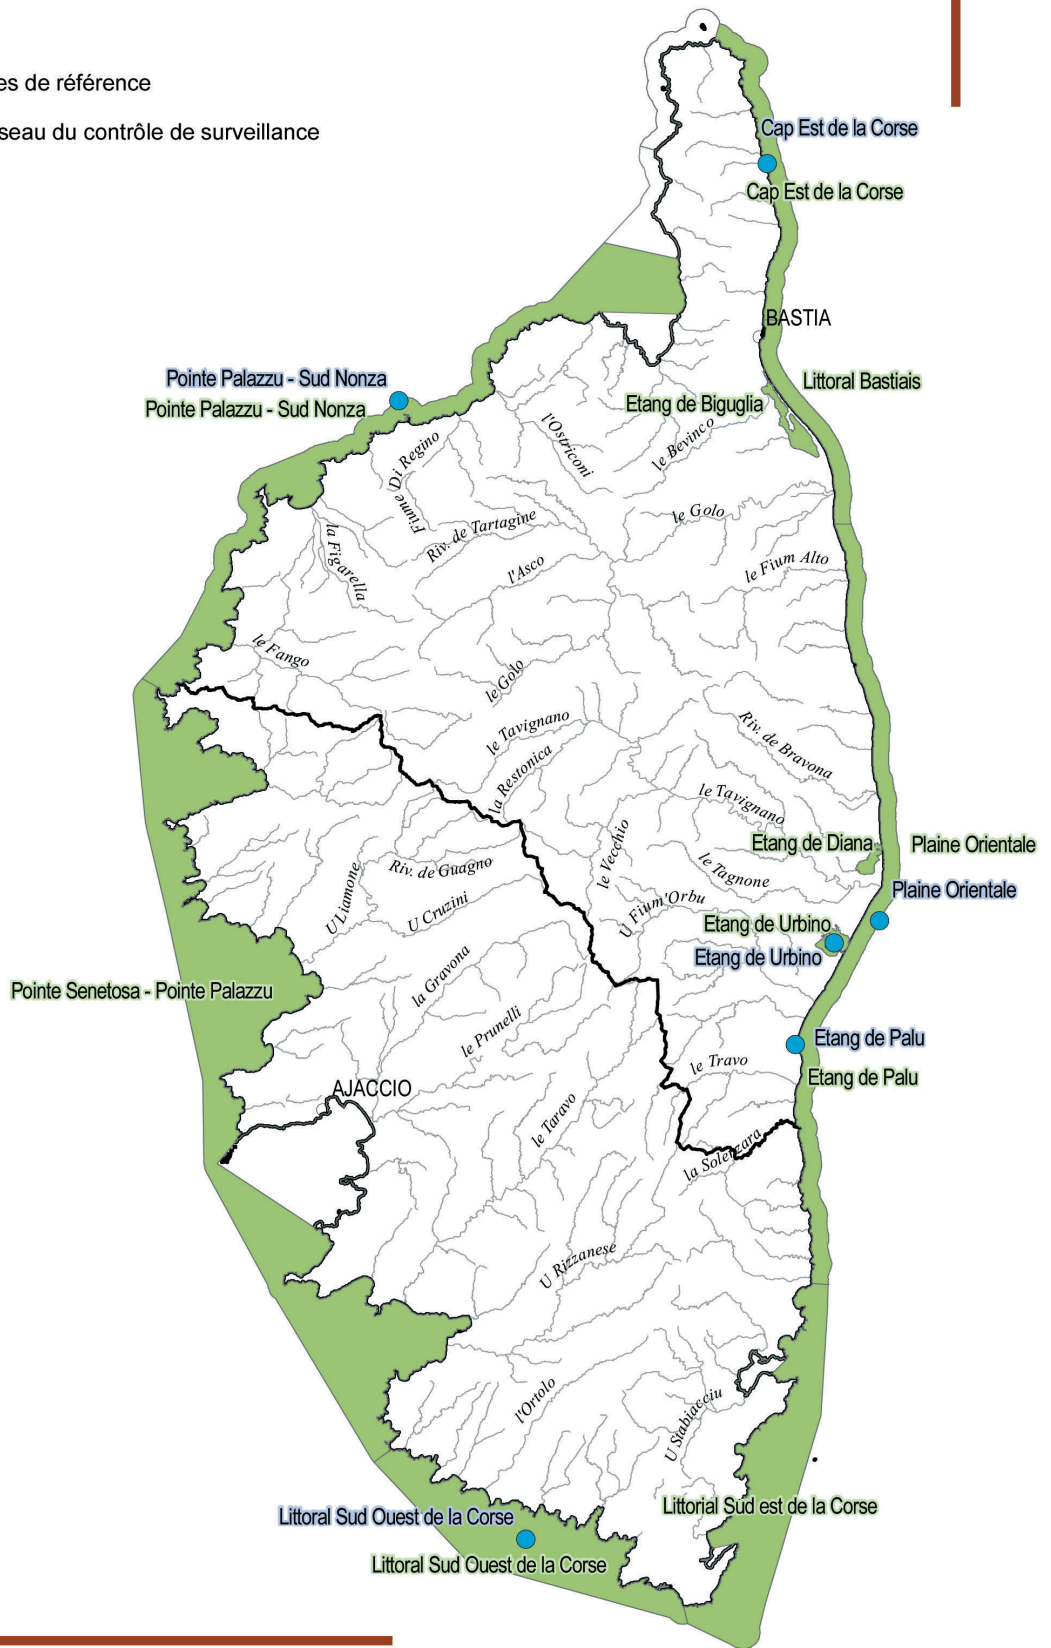 es de référence
seau du contrôle de surveillance
Cap Est de la Corse
Cap Est de la Corse
BASTIA
Pointe Palazzu - Sud Nonza
Pointe Palazzu - Sud Nonza
Littoral Bastiais
Etang de Biguglia
l'Ostriconi
le Bevinco
Fiume Di Regino
le Golo
Riv. de Tartagine
la Figarella
l'Asco
le Fium Alto
le Fango
le Golo
le Tavignano
Riv. de Bravona
la Restonica
le Tavignano
Etang de Diana
Plaine Orientale
le Vecchio
Riv. de Guagno
le Tagnone
Plaine Orientale
U Liamone
U Cruzini
U Fium'Orbu
Etang de Urbino
Etang de Urbino
la Gravona
Pointe Senetosa - Pointe Palazzu
le Prunelli
Etang de Palu
le Travo
Etang de Palu
AJACCIO
le Taravo
la Solenzara
U Rizzanese
l'Ortolo
U Stabiacciu
Littorial Sud est de la Corse
Littoral Sud Ouest de la Corse
Littoral Sud Ouest de la Corse